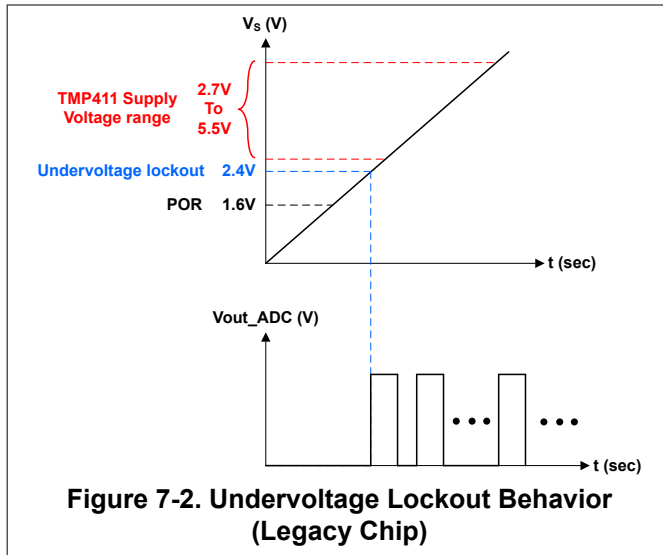 Vs (V)
TMP411 Supply
Voltage range
2.7V
To
5.5V
Undervoltage lockout 2.4V
POR 1.6V
t (sec)
Vout_ADC (V)
t (sec)
Figure 7-2. Undervoltage Lockout Behavior
(Legacy Chip)